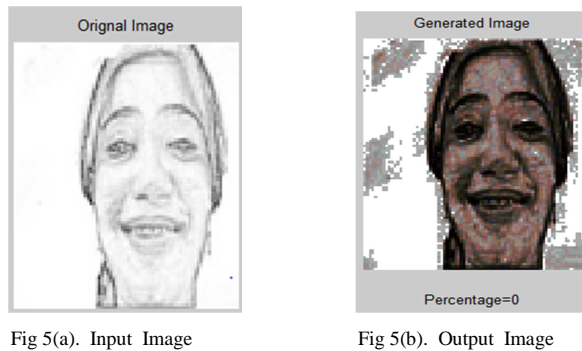 Orignal Image
Generated Image
Percentage=0
Fig 5(a). Input Image
Fig 5(b). Output Image